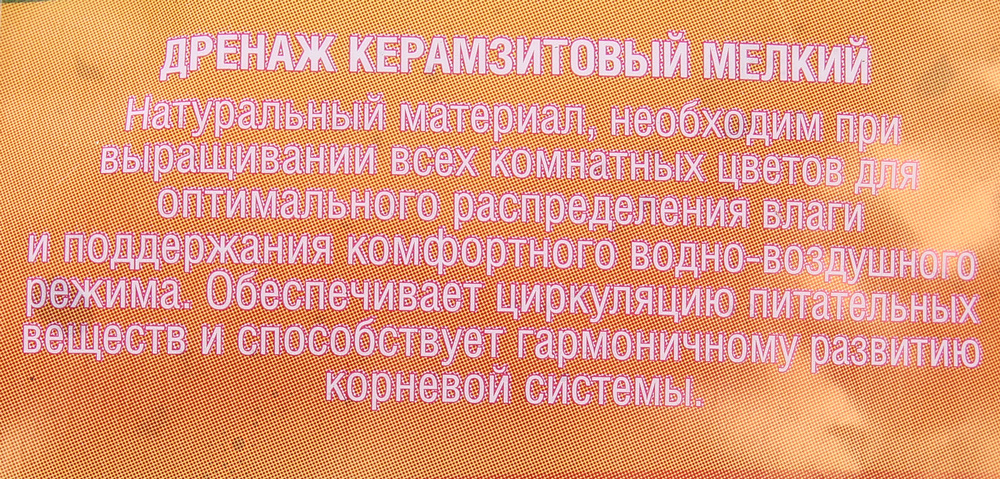 ДРЕНАЖ КЕРАМЗИТОВЫЙ МЕЛКИЙ
Натуральный материал, необходим при
выращивании всех комнатных цветов для
оптимального распределения влаги
и поддержания комфортного водно-воздушного
режима. Обеспечивает циркуляцию питательных
веществ и способствует гармоничному развитию
корневой системы.